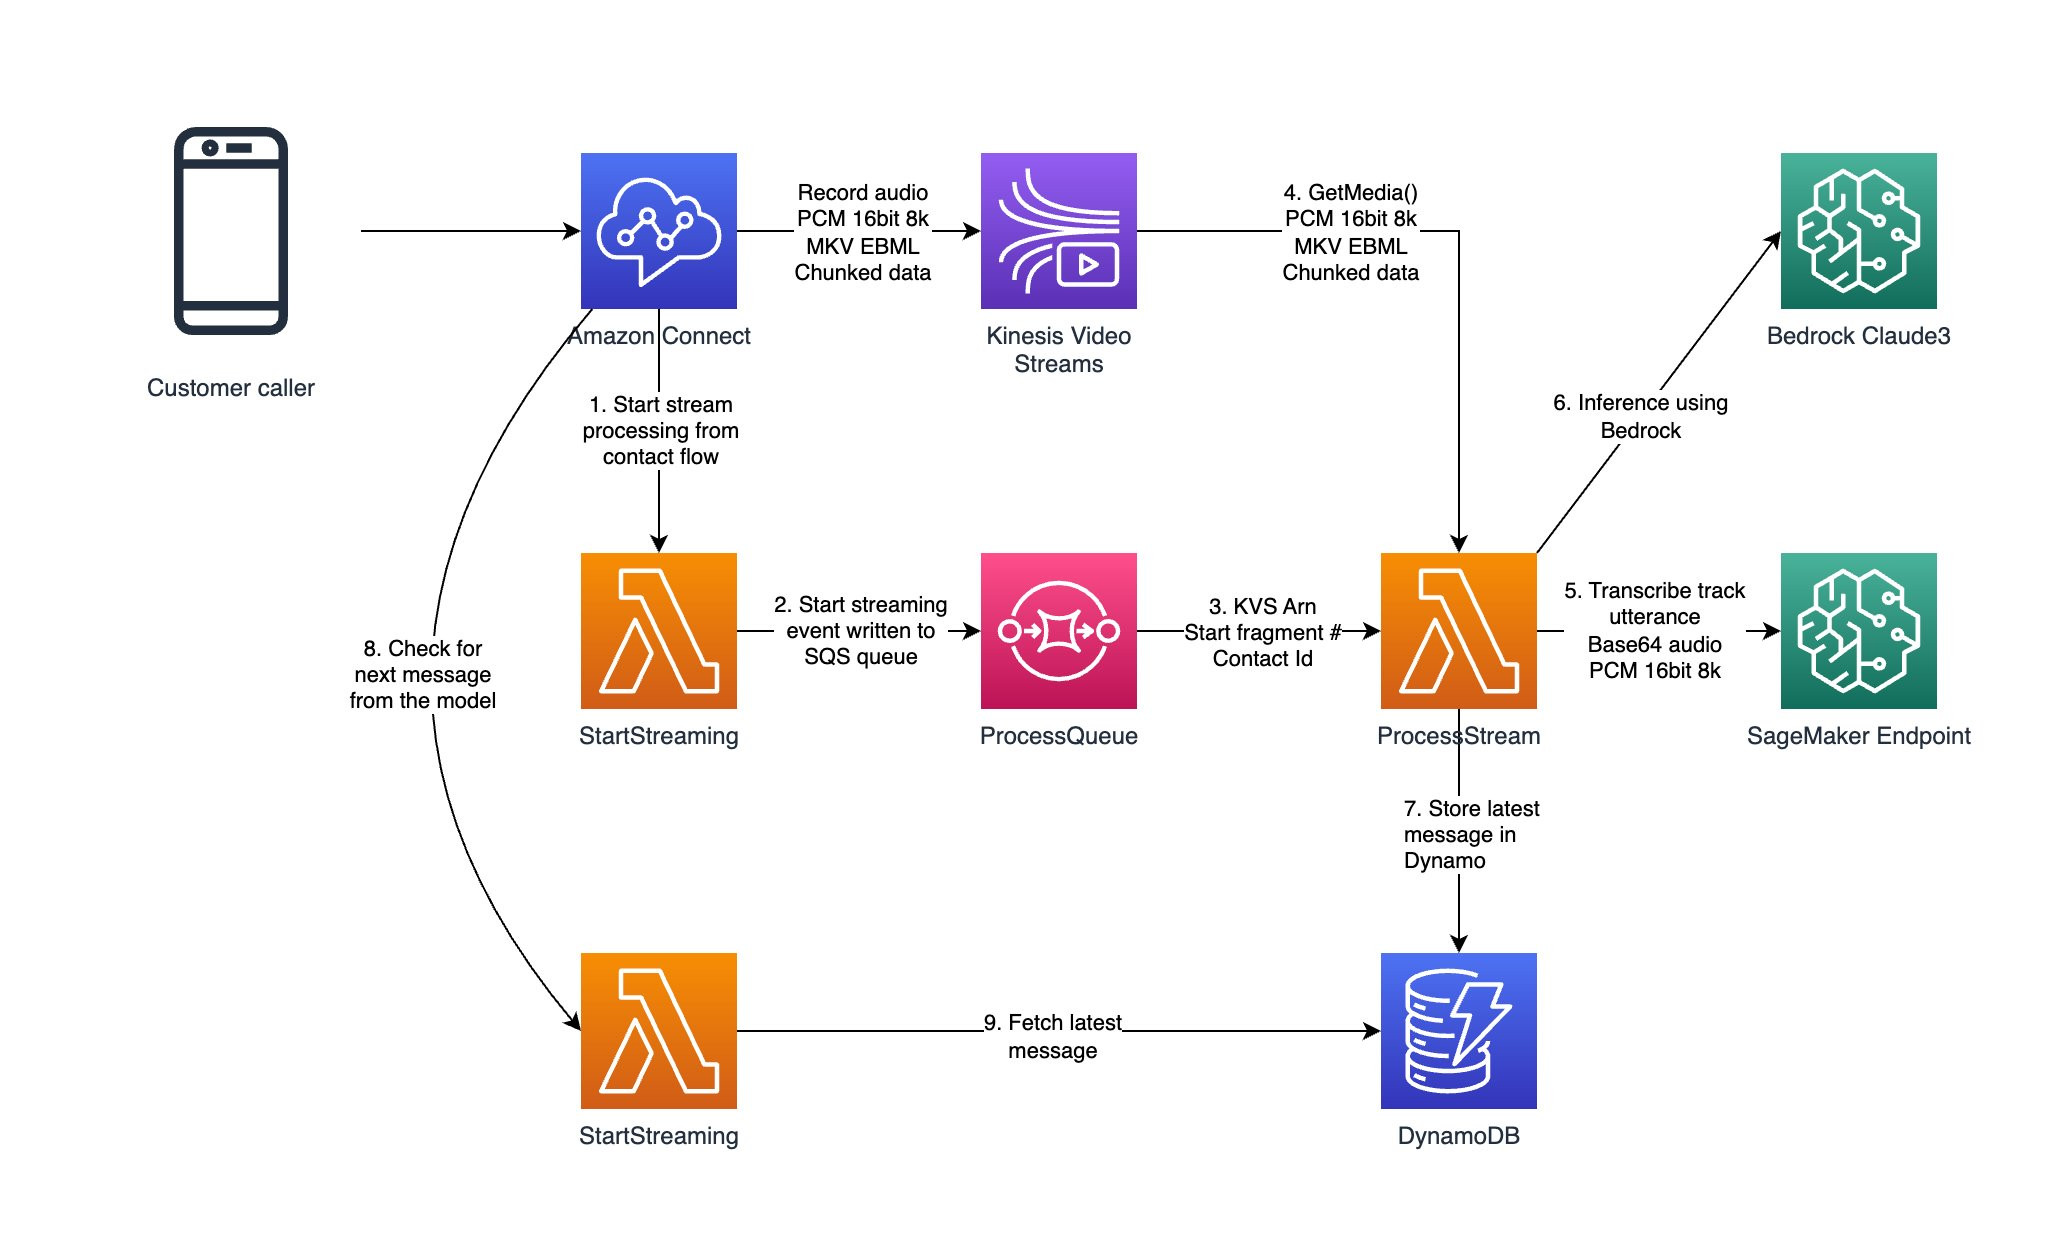 Record audio
PCM 16bit 8k
MKV EBML
Chunked data
4. GetMedia()
PCM 16bit 8k
MKV EBML
Chunked data
Customer caller
Amazon Connect
Kinesis Video
Streams
Bedrock Claude3
1. Start stream
processing from
contact flow
6. Inference using
Bedrock
2. Start streaming
event written to
SQS queue
3. KVS Arn
Start fragment #
Contact Id
5. Transcribe track
utterance
Base64 audio
PCM 16bit 8k
8. Check for
next message
from the model
StartStreaming
ProcessQueue
ProcessStream
SageMaker Endpoint
7. Store latest
message in
Dynamo
9. Fetch latest
message
StartStreaming
DynamoDB